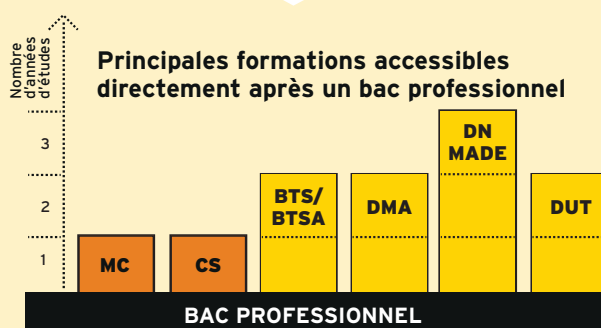 Nombre
d'années
d'études
Principales formations accessibles
directement après un bac professionnel
3
2
1
MC
CS
BTS/
BTSA
DMA
DN
MADE
DUT
BAC PROFESSIONNEL